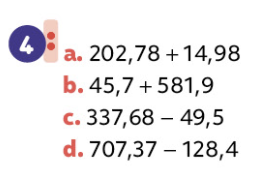 4
a. 202,78 + 14,98
b. 45,7 + 581,9
c. 337,68 – 49,5
d. 707,37 – 128,4